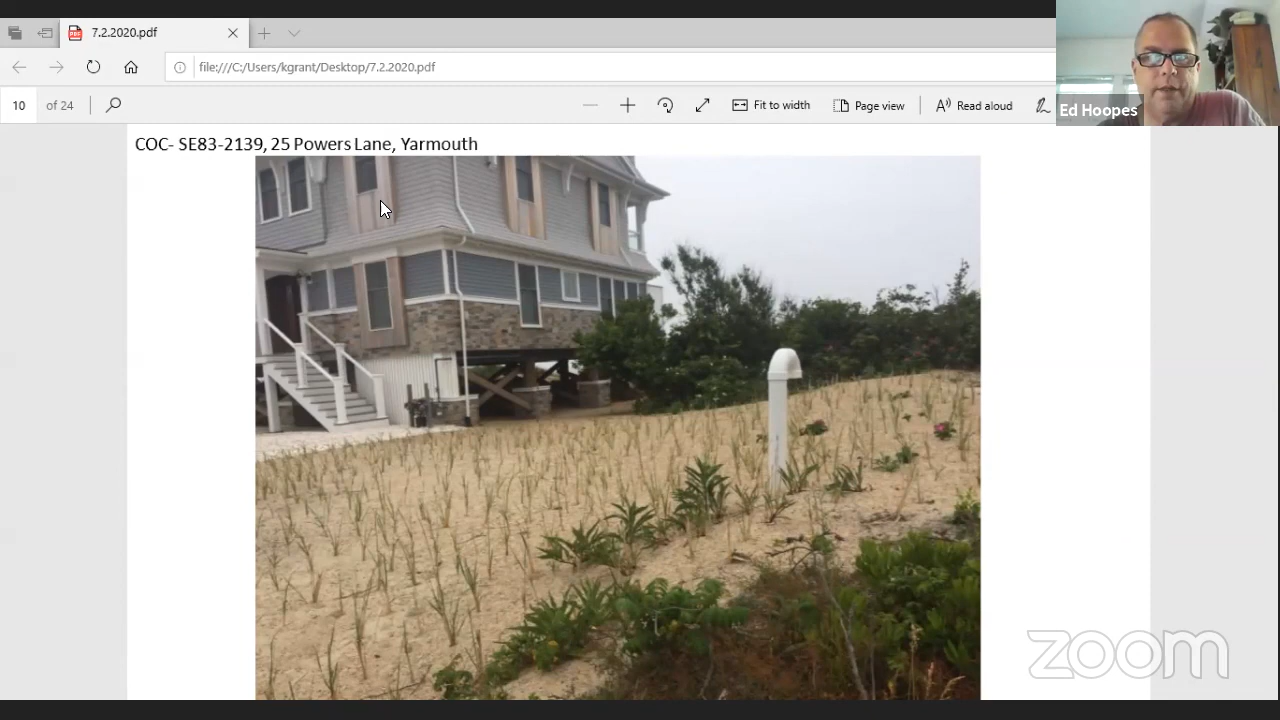 7.2.2020.pdf
file:///C:/Users/kgrant/Desktop/7.2.2020.pdf
10 of 24
Fit to width
Page view
Read aloud
Ed Hoopes
COC- SE83-2139, 25 Powers Lane, Yarmouth
zoom